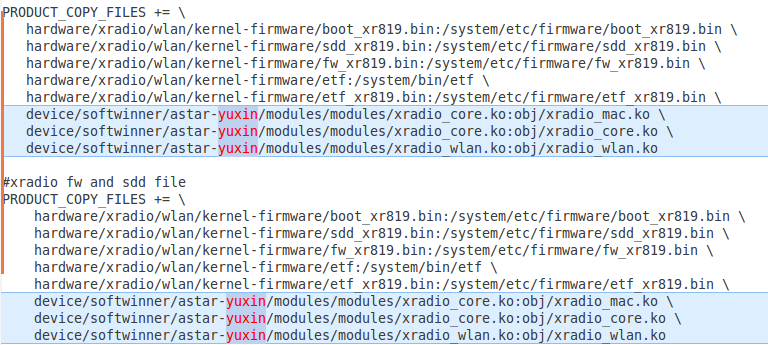 PRODUCT_COPY_FILES += \
hardware/xradio/wlan/kernel-firmware/boot_xr819.bin:/system/etc/firmware/boot_xr819.bin \
hardware/xradio/wlan/kernel-firmware/sdd_xr819.bin:/system/etc/firmware/sdd_xr819.bin \
hardware/xradio/wlan/kernel-firmware/fw_xr819.bin:/system/etc/firmware/fw_xr819.bin \
hardware/xradio/wlan/kernel-firmware/etf:/system/bin/etf \
hardware/xradio/wlan/kernel-firmware/etf_xr819.bin:/system/etc/firmware/etf_xr819.bin \
device/softwinner/astar-yuxin/modules/modules/xradio_core.ko:obj/xradio_mac.ko \
device/softwinner/astar-yuxin/modules/modules/xradio_core.ko:obj/xradio_core.ko \
device/softwinner/astar-yuxin/modules/modules/xradio_wlan.ko:obj/xradio_wlan.ko
#xradio fw and sdd file
PRODUCT_COPY_FILES += \
hardware/xradio/wlan/kernel-firmware/boot_xr819.bin:/system/etc/firmware/boot_xr819.bin \
hardware/xradio/wlan/kernel-firmware/sdd_xr819.bin:/system/etc/firmware/sdd_xr819.bin \
hardware/xradio/wlan/kernel-firmware/fw_xr819.bin:/system/etc/firmware/fw_xr819.bin \
hardware/xradio/wlan/kernel-firmware/etf:/system/bin/etf \
hardware/xradio/wlan/kernel-firmware/etf_xr819.bin:/system/etc/firmware/etf_xr819.bin \
device/softwinner/astar-yuxin/modules/modules/xradio_core.ko:obj/xradio_mac.ko \
device/softwinner/astar-yuxin/modules/modules/xradio_core.ko:obj/xradio_core.ko \
device/softwinner/astar-yuxin/modules/modules/xradio_wlan.ko:obj/xradio_wlan.ko